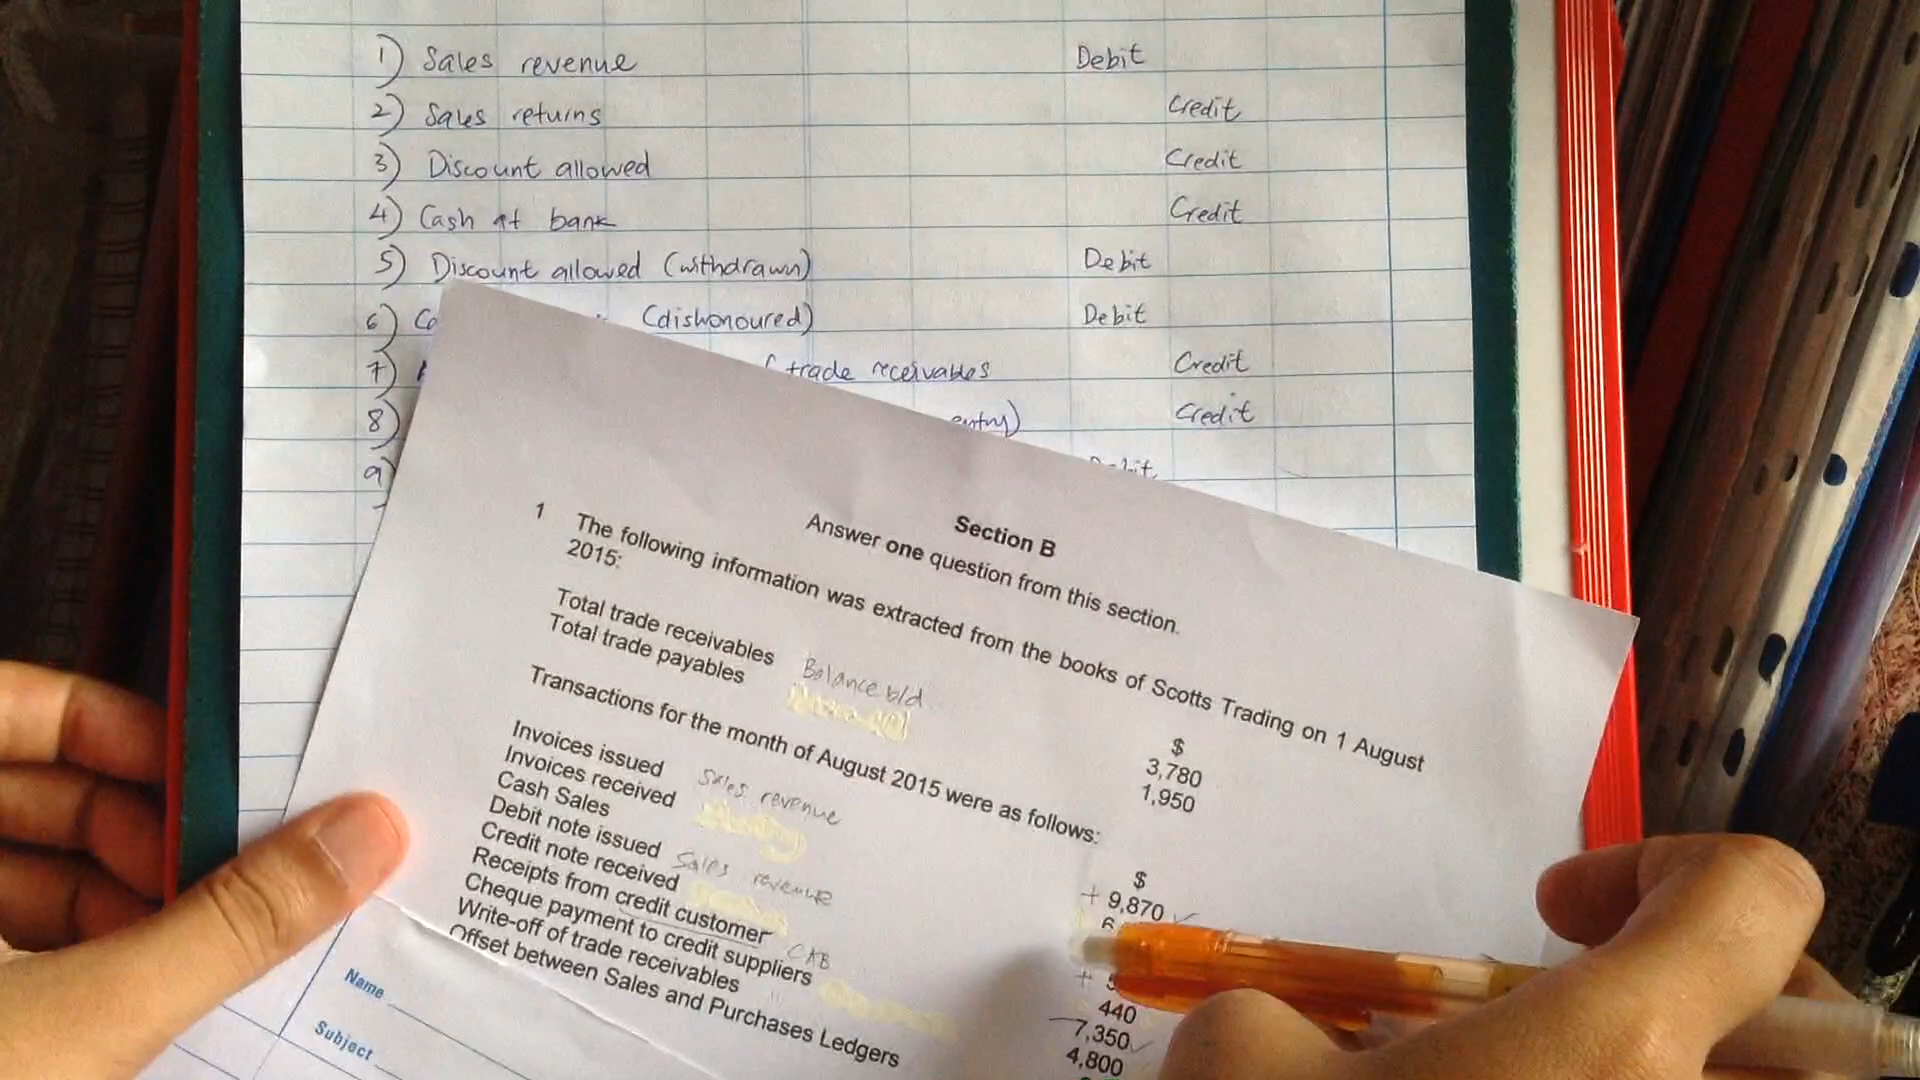 1) Sales revenue Debit
2) Sales returns Credit
3) Discount allowed Credit
4) Cash at bank Credit
5) Discount allowed (withdrawn) Debit
6) (dishonoured) Debit
7) trade receivables Credit
8) entry) Credit
9)
Section B
Answer one question from this section.
1 The following information was extracted from the books of Scotts Trading on 1 August
2015:
$
Total trade receivables Balance b/d 3,780
Total trade payables 1,950
Transactions for the month of August 2015 were as follows:
$
Invoices issued Sales revenue + 9,870 ✓
Invoices received 6
Cash Sales
Debit note issued Sales revenue + 5
Credit note received 440
Receipts from credit customer CAB - 7,350 ✓
Cheque payment to credit suppliers 4,800
Write-off of trade receivables "
Offset between Sales and Purchases Ledgers
Name
Subject